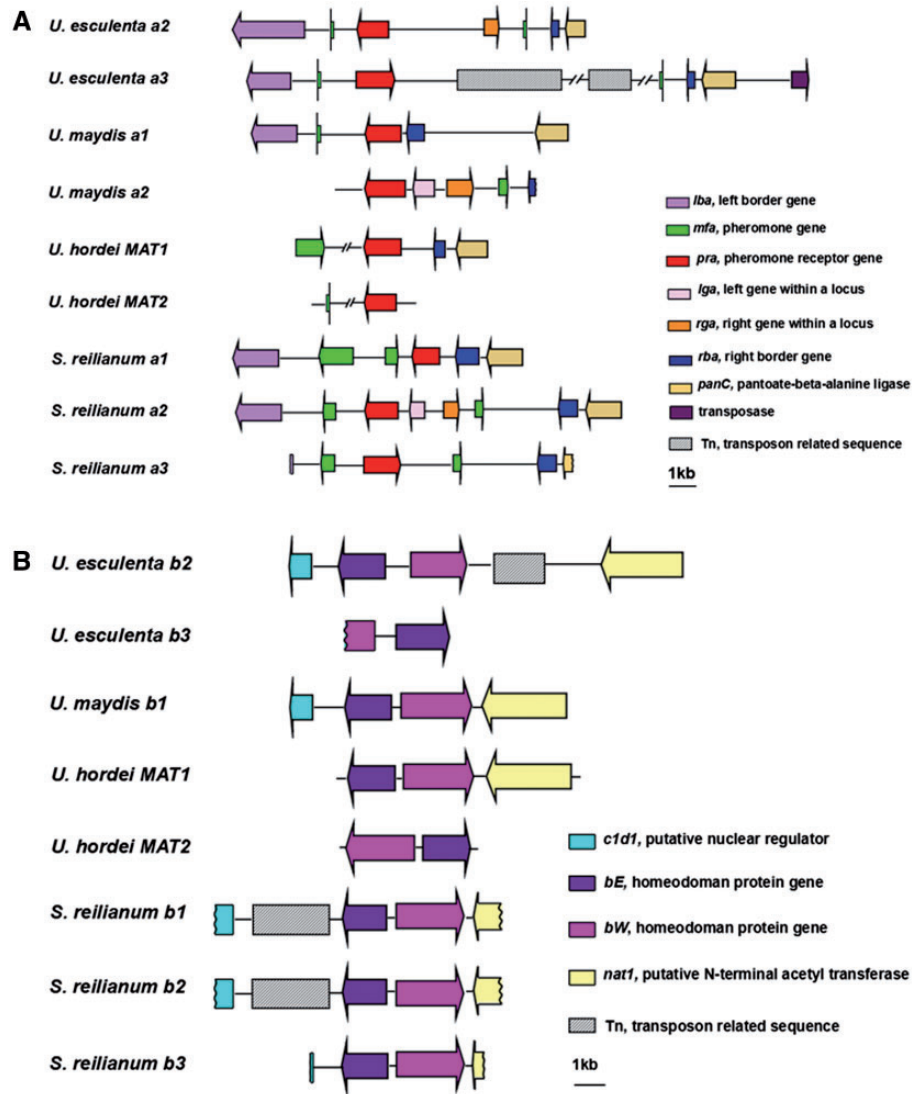 A
U. esculenta a2
U. esculenta a3
U. maydis a1
U. maydis a2
U. hordei MAT1
U. hordei MAT2
S. reilianum a1
S. reilianum a2
S. reilianum a3
lba, left border gene
mfa, pheromone gene
pra, pheromone receptor gene
lga, left gene within a locus
rga, right gene within a locus
rba, right border gene
panC, pantoate-beta-alanine ligase
transposase
Tn, transposon related sequence
1kb
B
U. esculenta b2
U. esculenta b3
U. maydis b1
U. hordei MAT1
U. hordei MAT2
S. reilianum b1
S. reilianum b2
S. reilianum b3
c1d1, putative nuclear regulator
bE, homeodoman protein gene
bW, homeodoman protein gene
nat1, putative N-terminal acetyl transferase
Tn, transposon related sequence
1kb